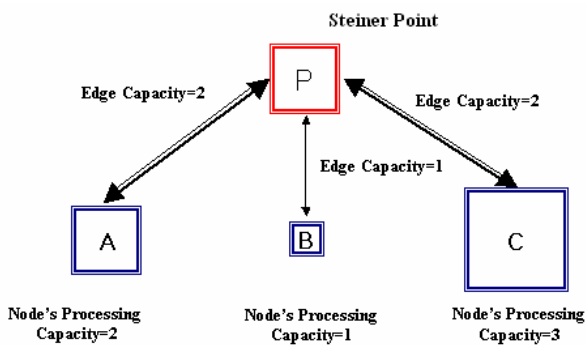 Steiner Point
P
Edge Capacity=2
Edge Capacity=2
Edge Capacity=1
A
B
C
Node's Processing
Capacity=2
Node's Processing
Capacity=1
Node's Processing
Capacity=3